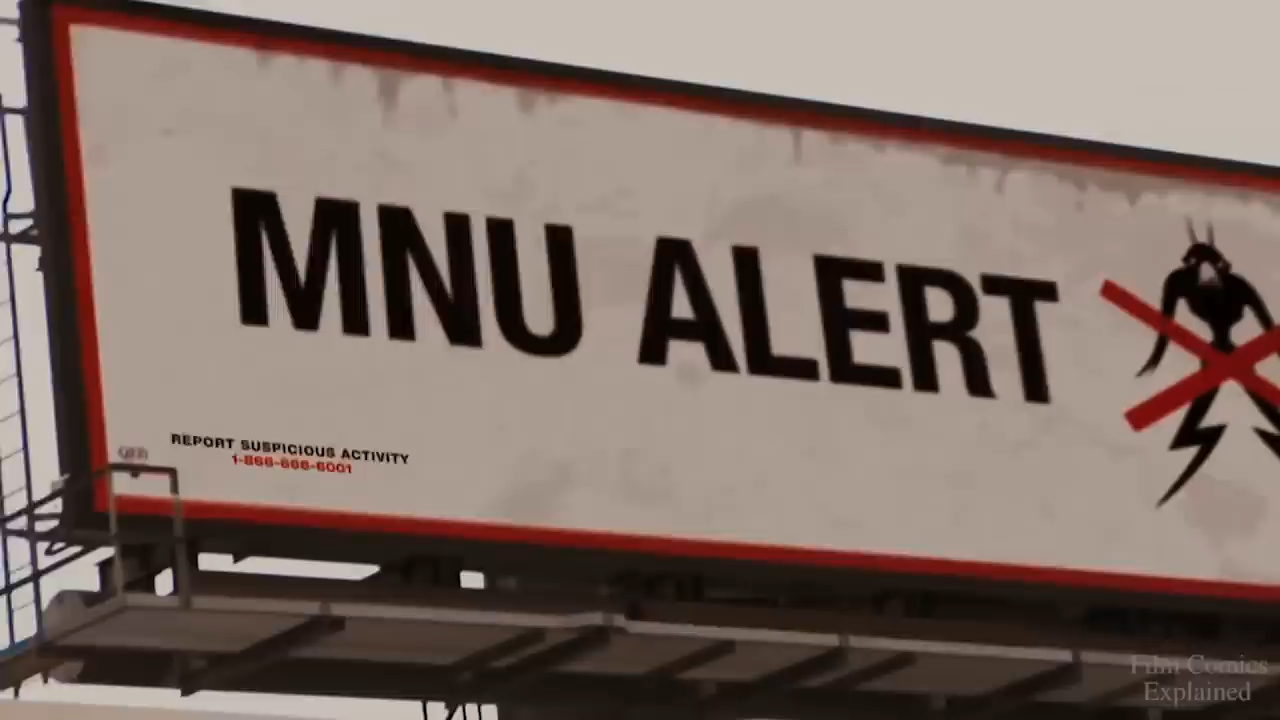 MNU ALERT
REPORT SUSPICIOUS ACTIVITY
1-866-666-6001
Film Comics
Explained